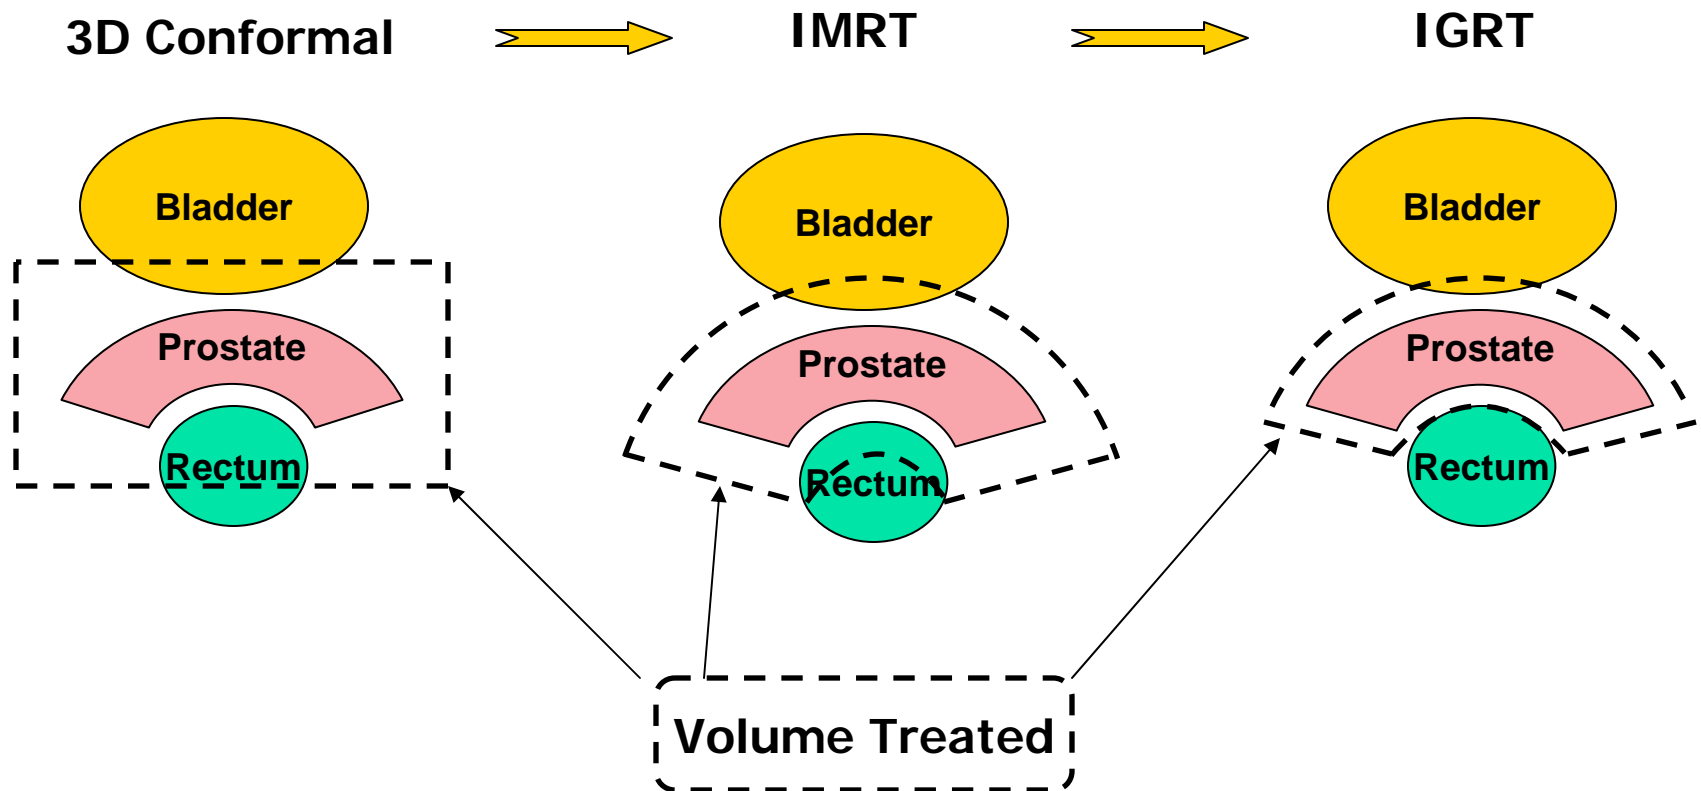 3D Conformal
IMRT
IGRT
Bladder
Prostate
Rectum
Bladder
Prostate
Rectum
Bladder
Prostate
Rectum
Volume Treated